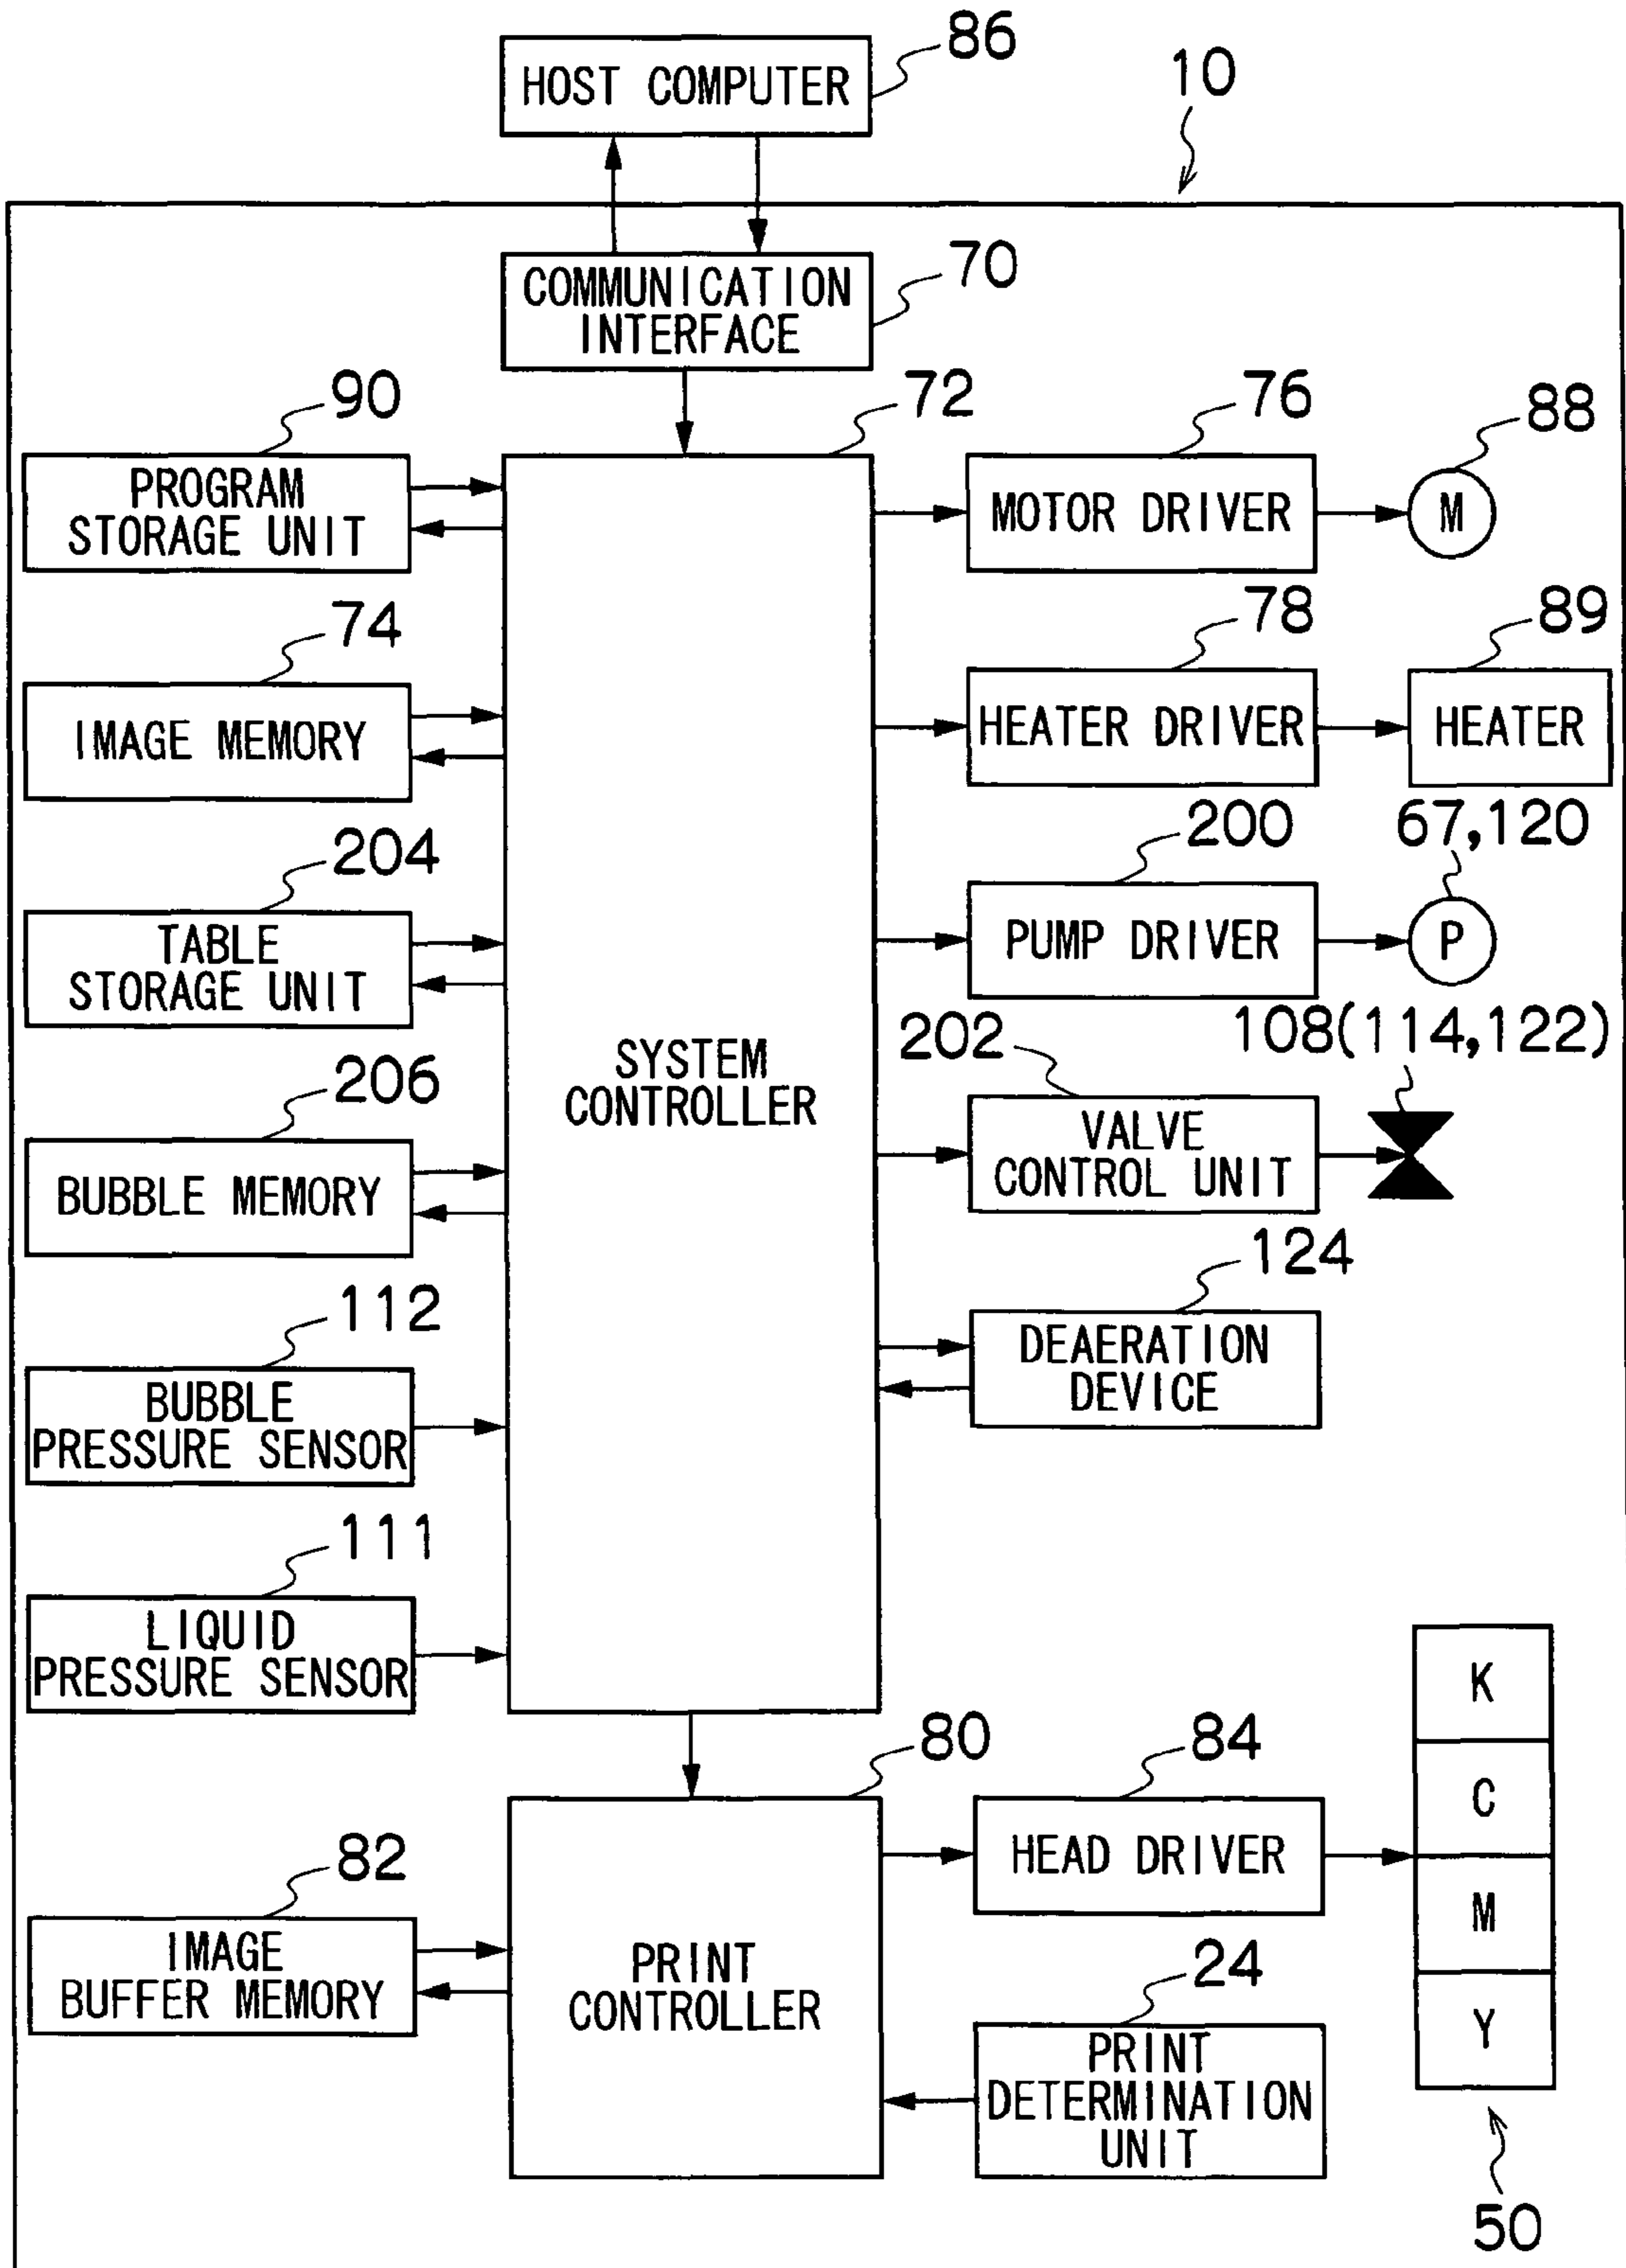 86
HOST COMPUTER
10
70
COMMUNICATION
INTERFACE
90
72
76
88
PROGRAM
STORAGE UNIT
MOTOR DRIVER
M
74
78
89
IMAGE MEMORY
HEATER DRIVER
HEATER
204
200
67,120
TABLE
STORAGE UNIT
PUMP DRIVER
P
SYSTEM
CONTROLLER
202
108(114,122)
206
BUBBLE MEMORY
VALVE
CONTROL UNIT
112
124
BUBBLE
PRESSURE SENSOR
DEAERATION
DEVICE
111
LIQUID
PRESSURE SENSOR
80
84
K
C
M
Y
82
HEAD DRIVER
IMAGE
BUFFER MEMORY
PRINT
CONTROLLER
24
PRINT
DETERMINATION
UNIT
50